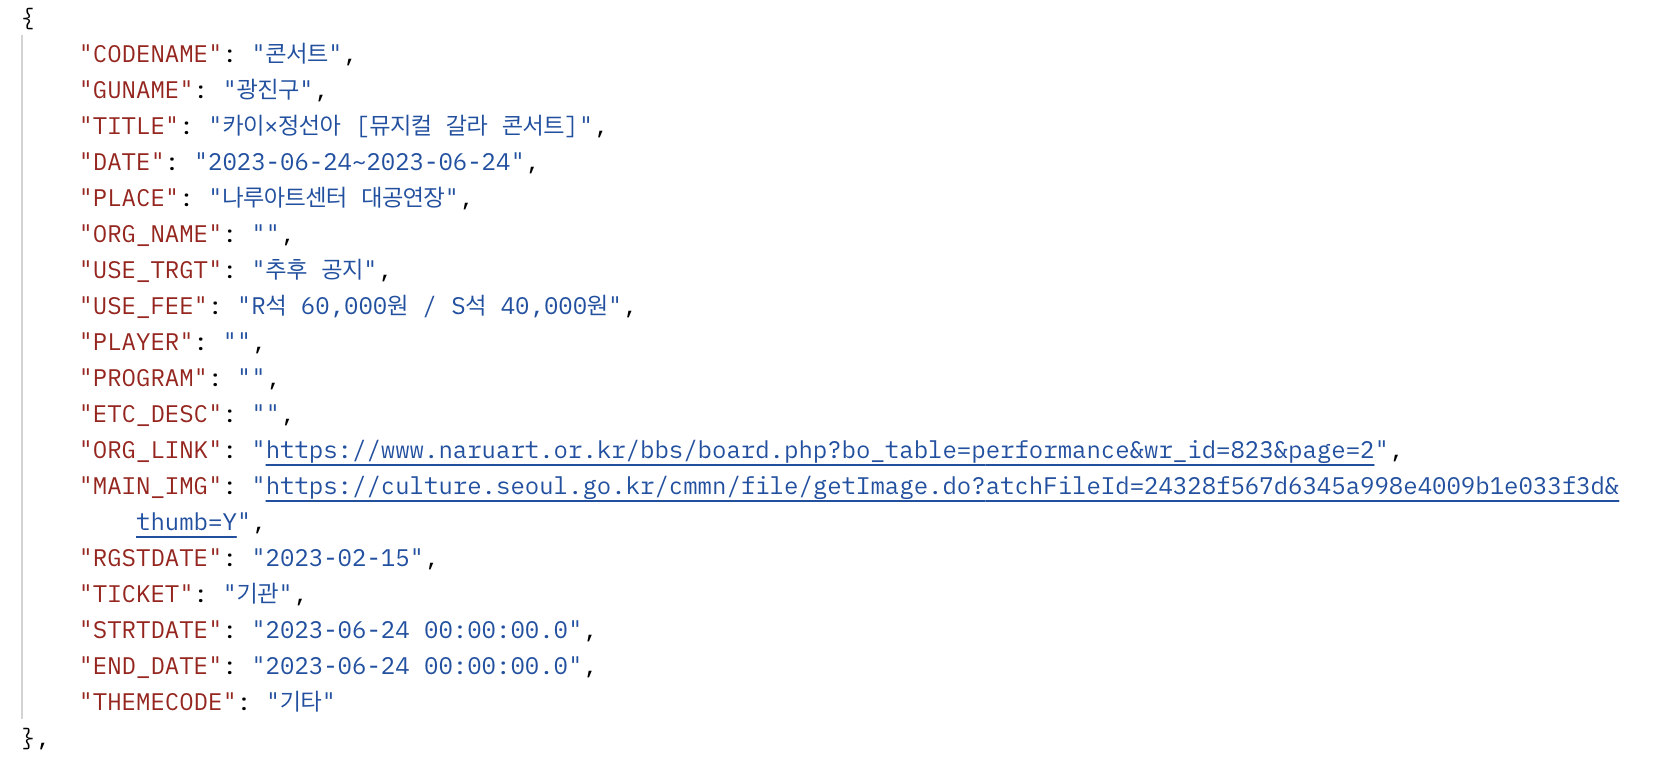 {
"CODENAME": "콘서트",
"GUNAME": "광진구",
"TITLE": "카이×정선아 [뮤지컬 갈라 콘서트]",
"DATE": "2023-06-24~2023-06-24",
"PLACE": "나루아트센터 대공연장",
"ORG_NAME": "",
"USE_TRGT": "추후 공지",
"USE_FEE": "R석 60,000원 / S석 40,000원",
"PLAYER": "",
"PROGRAM": "",
"ETC_DESC": "",
"ORG_LINK": "https://www.naruart.or.kr/bbs/board.php?bo_table=performance&wr_id=823&page=2",
"MAIN_IMG": "https://culture.seoul.go.kr/cmmn/file/getImage.do?atchFileId=24328f567d6345a998e4009b1e033f3d&
thumb=Y",
"RGSTDATE": "2023-02-15",
"TICKET": "기관",
"STRTDATE": "2023-06-24 00:00:00.0",
"END_DATE": "2023-06-24 00:00:00.0",
"THEMECODE": "기타"
},